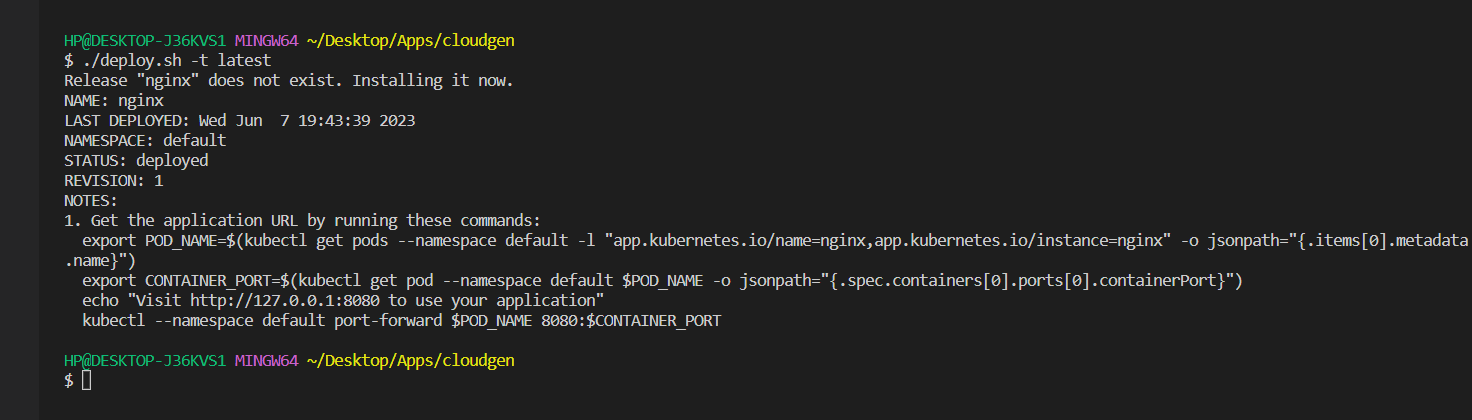 HP@DESKTOP-J36KVS1 MINGW64 ~/Desktop/Apps/cloudgen
$ ./deploy.sh -t latest
Release "nginx" does not exist. Installing it now.
NAME: nginx
LAST DEPLOYED: Wed Jun  7 19:43:39 2023
NAMESPACE: default
STATUS: deployed
REVISION: 1
NOTES:
1. Get the application URL by running these commands:
  export POD_NAME=$(kubectl get pods --namespace default -l "app.kubernetes.io/name=nginx,app.kubernetes.io/instance=nginx" -o jsonpath="{.items[0].metadata
.name}")
  export CONTAINER_PORT=$(kubectl get pod --namespace default $POD_NAME -o jsonpath="{.spec.containers[0].ports[0].containerPort}")
  echo "Visit http://127.0.0.1:8080 to use your application"
  kubectl --namespace default port-forward $POD_NAME 8080:$CONTAINER_PORT

HP@DESKTOP-J36KVS1 MINGW64 ~/Desktop/Apps/cloudgen
$